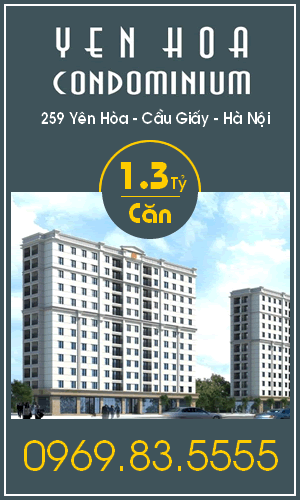 YEN HOA
CONDOMINIUM
259 Yên Hòa - Cầu Giấy - Hà Nội
1.3 Tỷ
Căn
0969.83.5555